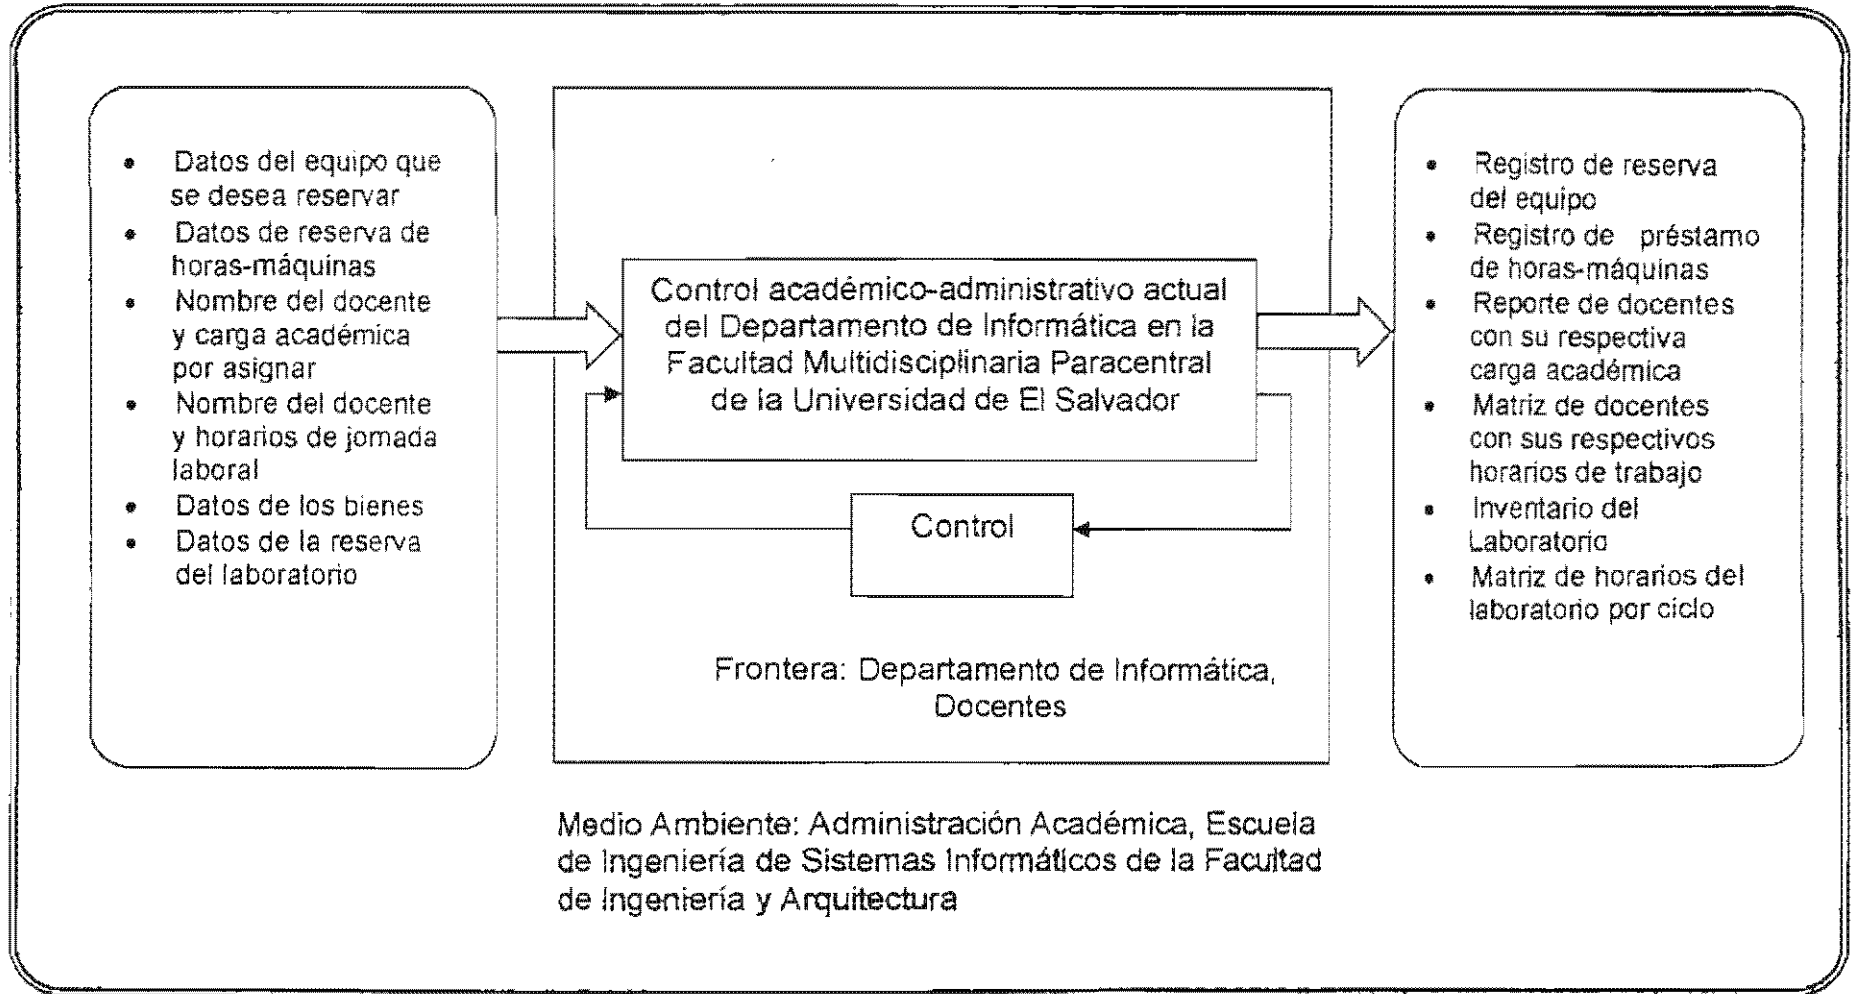 • Datos del equipo que
se desea reservar
• Datos de reserva de
horas-máquinas
• Nombre del docente
y carga académica
por asignar
• Nombre del docente
y horarios de jornada
laboral
• Datos de los bienes
• Datos de la reserva
del laboratorio
Control académico-administrativo actual
del Departamento de Informática en la
Facultad Multidisciplinaria Paracentral
de la Universidad de El Salvador
Control
Frontera: Departamento de Informática,
Docentes
• Registro de reserva
del equipo
• Registro de préstamo
de horas-máquinas
• Reporte de docentes
con su respectiva
carga académica
• Matriz de docentes
con sus respectivos
horarios de trabajo
• Inventario del
Laboratorio
• Matriz de horarios del
laboratorio por ciclo
Medio Ambiente: Administración Académica, Escuela
de Ingeniería de Sistemas Informáticos de la Facultad
de Ingeniería y Arquitectura